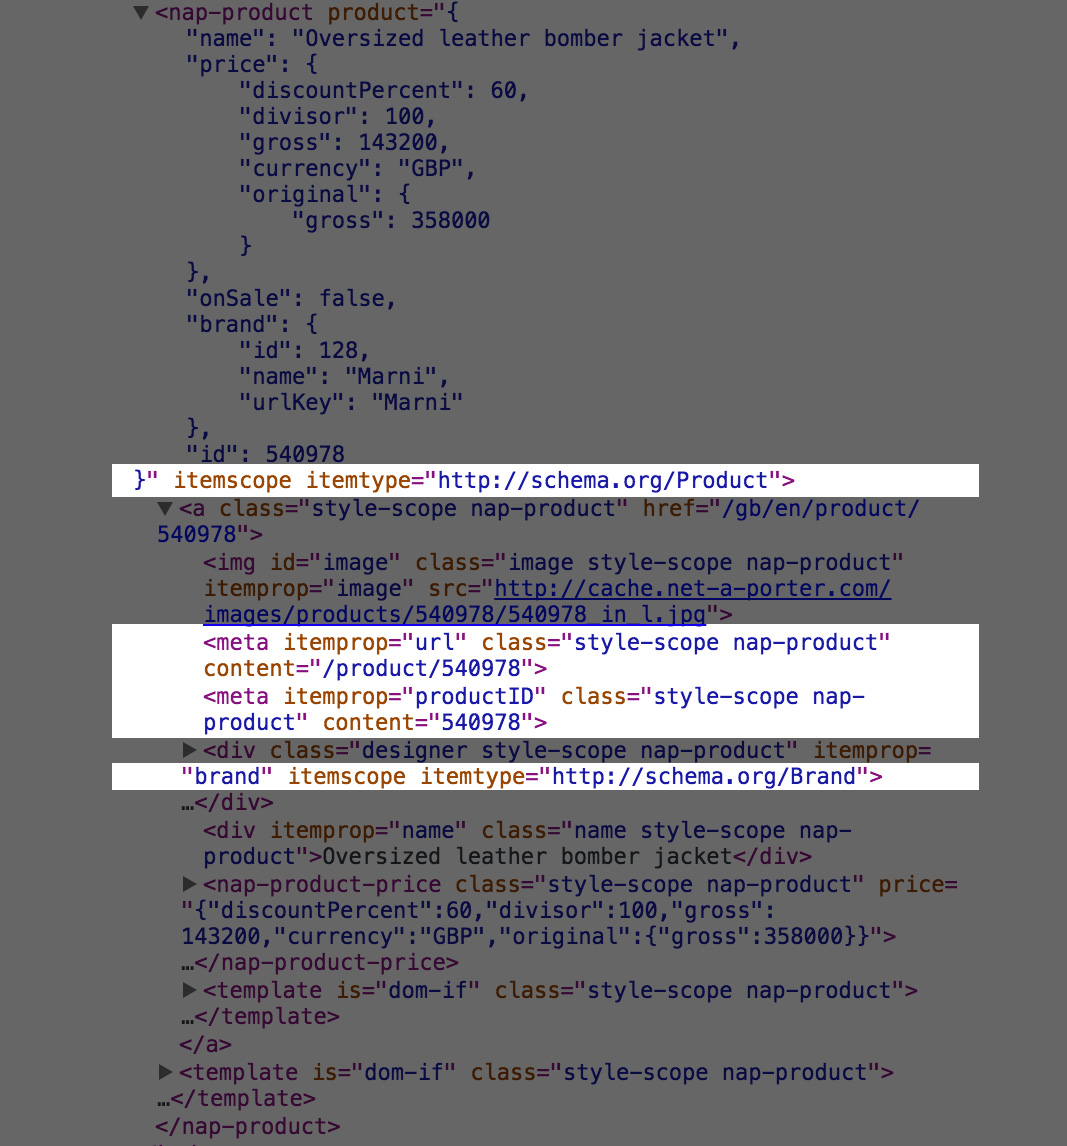 ▼<nap-product product="{
"name": "Oversized leather bomber jacket",
"price": {
"discountPercent": 60,
"divisor": 100,
"gross": 143200,
"currency": "GBP",
"original": {
"gross": 358000
}
},
"onSale": false,
"brand": {
"id": 128,
"name": "Marni",
"urlKey": "Marni"
},
"id": 540978
}" itemscope itemtype="http://schema.org/Product">
▼<a class="style-scope nap-product" href="/gb/en/product/
540978">
<img id="image" class="image style-scope nap-product"
itemprop="image" src="http://cache.net-a-porter.com/
images/products/540978/540978_in_l.jpg">
<meta itemprop="url" class="style-scope nap-product"
content="/product/540978">
<meta itemprop="productID" class="style-scope nap-
product" content="540978">
▶<div class="designer style-scope nap-product" itemprop=
"brand" itemscope itemtype="http://schema.org/Brand">
…</div>
<div itemprop="name" class="name style-scope nap-
product">Oversized leather bomber jacket</div>
▶<nap-product-price class="style-scope nap-product" price=
"{"discountPercent":60,"divisor":100,"gross":
143200,"currency":"GBP","original":{"gross":358000}}">
…</nap-product-price>
▶<template is="dom-if" class="style-scope nap-product">
…</template>
</a>
▶<template is="dom-if" class="style-scope nap-product">
…</template>
</nap-product>